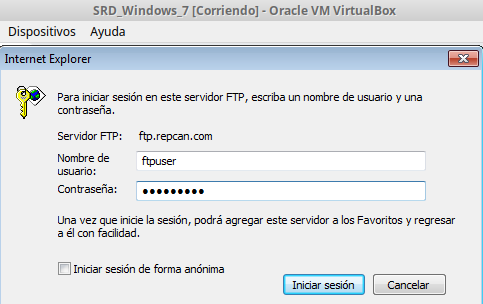 SRD_Windows_7 [Corriendo] - Oracle VM VirtualBox
Dispositivos Ayuda
Internet Explorer
Para iniciar sesión en este servidor FTP, escriba un nombre de usuario y una
contraseña.
Servidor FTP: ftp.repcan.com
Nombre de
usuario: ftpuser
Contraseña: •••••••••
Una vez que inicie la sesión, podrá agregar este servidor a los Favoritos y regresar
a él con facilidad.
Iniciar sesión de forma anónima
Iniciar sesión Cancelar